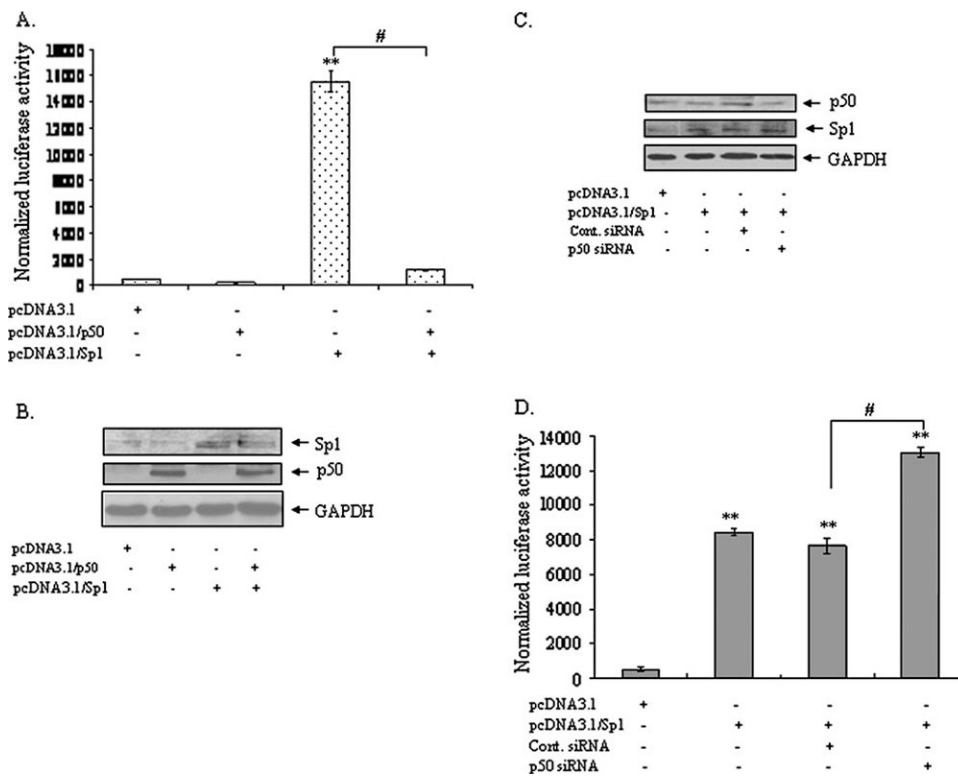 A.
#
**
Normalized luciferase activity
14000
2000
0
pcDNA3.1 + - - -
pcDNA3.1/p50 - + - +
pcDNA3.1/Sp1 - - + +
B.
Sp1
p50
GAPDH
pcDNA3.1 + - - -
pcDNA3.1/p50 - + - +
pcDNA3.1/Sp1 - - + +
C.
p50
Sp1
GAPDH
pcDNA3.1 + - - -
pcDNA3.1/Sp1 - + + +
Cont. siRNA - - + -
p50 siRNA - - - +
D.
#
** ** **
Normalized luciferase activity
14000
12000
10000
8000
6000
4000
2000
0
pcDNA3.1 + - - -
pcDNA3.1/Sp1 - + + +
Cont. siRNA - - + -
p50 siRNA - - - +